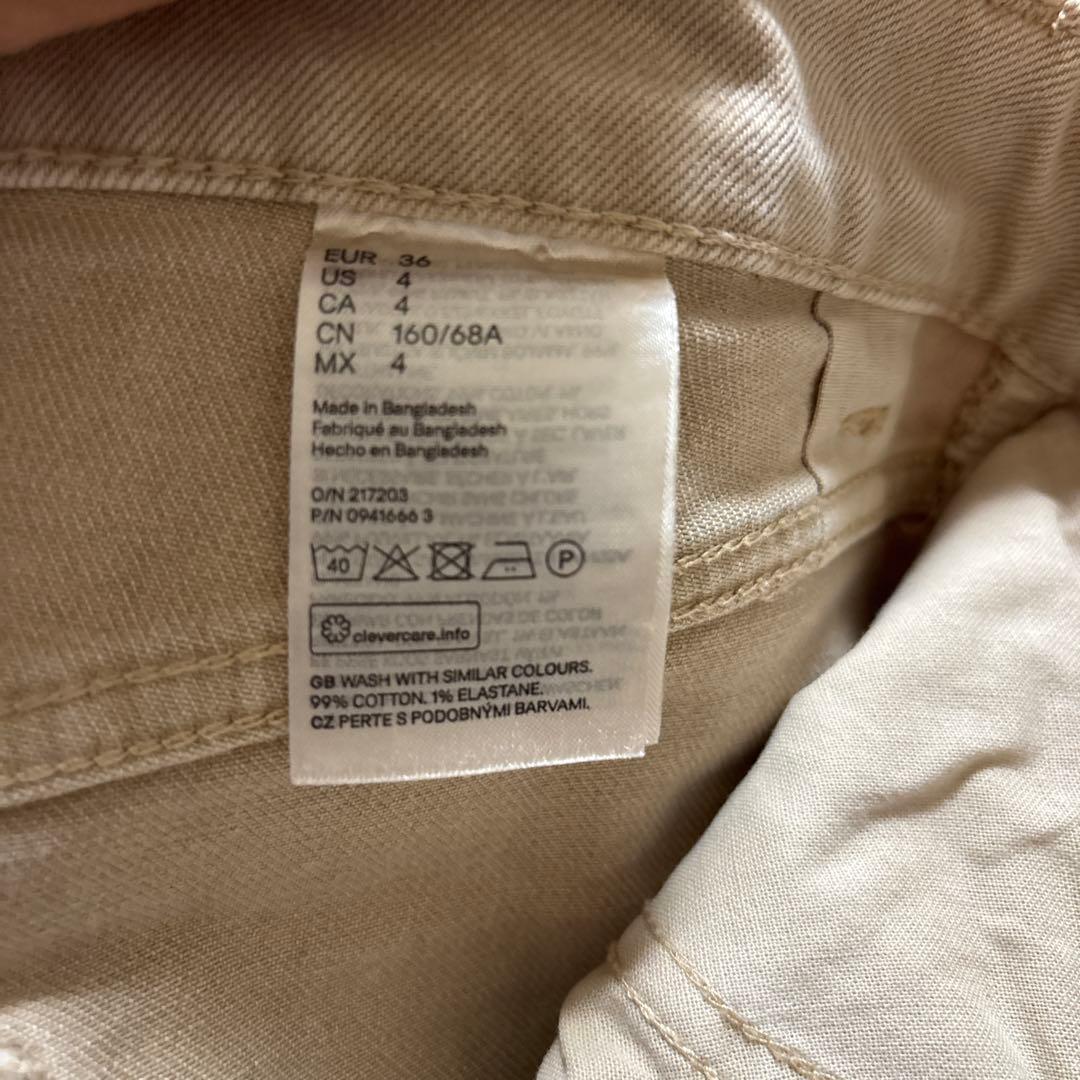 EUR 36
US 4
CA 4
CN 160/68A
MX 4
Made in Bangladesh
Fabriqué au Bangladesh
Hecho en Bangladesh
O/N 217203
P/N 0941666 3
40 P
clevercare.info
GB WASH WITH SIMILAR COLOURS.
99% COTTON. 1% ELASTANE.
CZ PERTE S PODOBNÝMI BARVAMI.